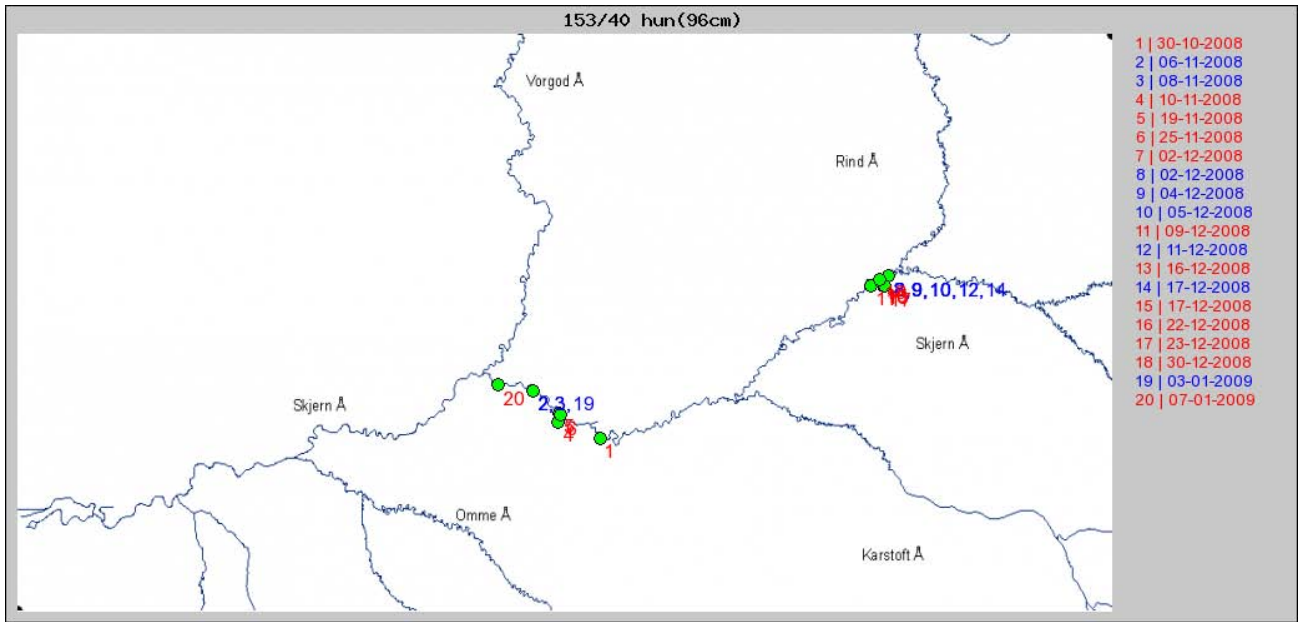 153/40 hun(96cm)
1 | 30-10-2008
2 | 06-11-2008
3 | 08-11-2008
4 | 10-11-2008
5 | 19-11-2008
6 | 25-11-2008
7 | 02-12-2008
8 | 02-12-2008
9 | 04-12-2008
10 | 05-12-2008
11 | 09-12-2008
12 | 11-12-2008
13 | 16-12-2008
14 | 17-12-2008
15 | 17-12-2008
16 | 22-12-2008
17 | 23-12-2008
18 | 30-12-2008
19 | 03-01-2009
20 | 07-01-2009
Vorgod Å
Rind Å
8,9,10,12,14
Skjern Å
20
2,3,19
Skjern Å
4
1
Omme Å
Karstoft Å